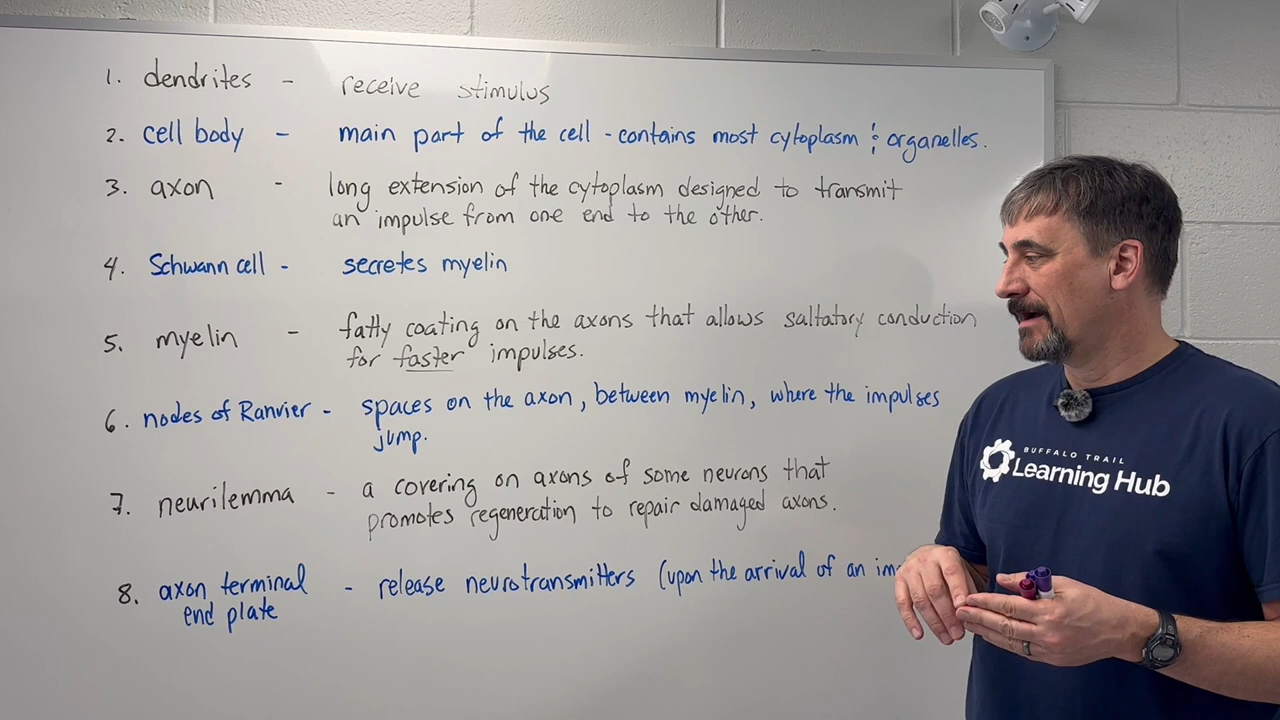 1. dendrites - receive stimulus
2. cell body - main part of the cell - contains most cytoplasm & organelles.
3. axon - long extension of the cytoplasm designed to transmit
an impulse from one end to the other.
4. Schwann cell - secretes myelin
5. myelin - fatty coating on the axons that allows saltatory conduction
for faster impulses.
6. nodes of Ranvier - spaces on the axon, between myelin, where the impulses
jump.
7. neurilemma - a covering on axons of some neurons that
promotes regeneration to repair damaged axons.
8. axon terminal - release neurotransmitters (upon the arrival of an im
end plate
BUFFALO TRAIL
Learning Hub